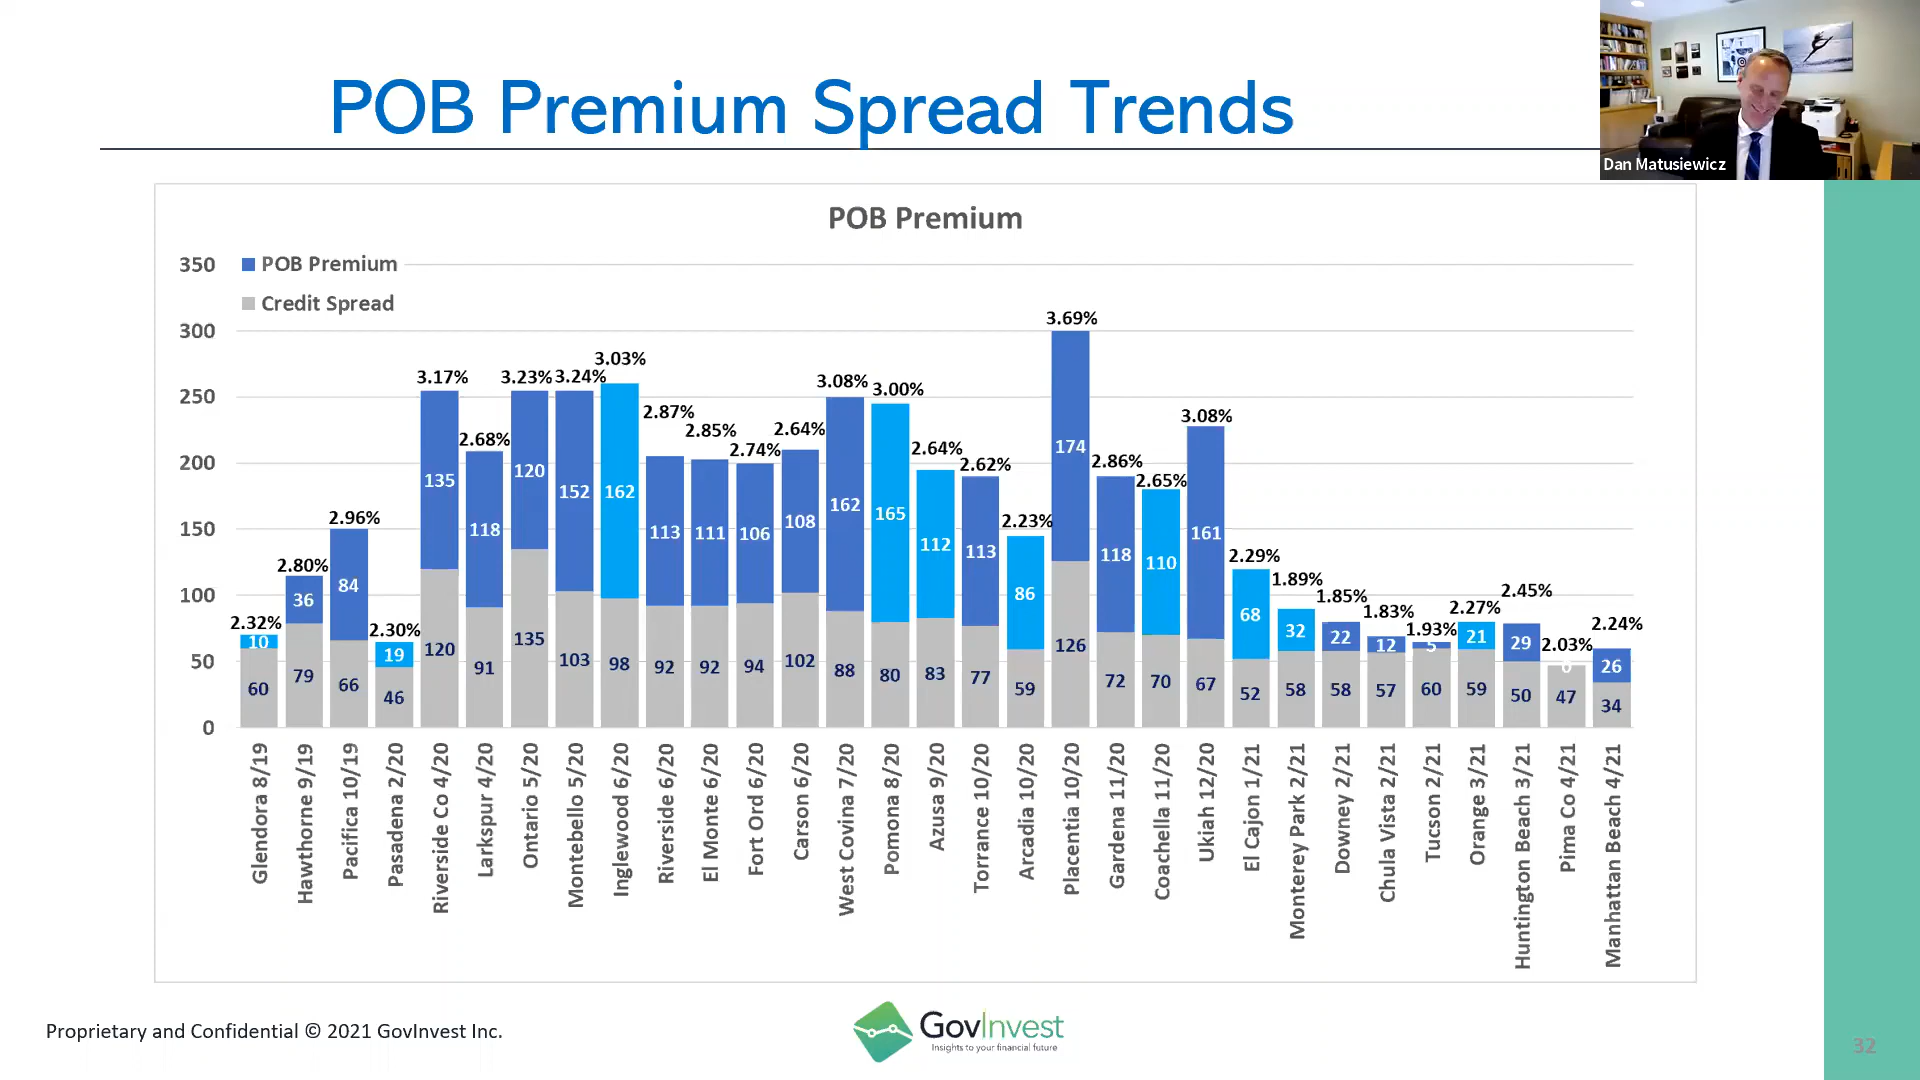 POB Premium Spread Trends
Dan Matusiewicz
POB Premium
POB Premium
Credit Spread
350
300
250
200
150
100
50
0
2.32%
2.80%
2.96%
2.30%
3.17%
2.68%
3.23%
3.24%
3.03%
2.87%
2.85%
2.74%
2.64%
3.08%
3.00%
2.64%
2.62%
2.23%
3.69%
2.86%
2.65%
3.08%
2.29%
1.89%
1.85%
1.83%
1.93%
2.27%
2.45%
2.03%
2.24%
10
36
84
19
135
118
120
152
162
113
111
106
108
162
165
112
113
86
174
118
110
161
68
32
22
12
5
21
29
0
26
60
79
66
46
120
91
135
103
98
92
92
94
102
88
80
83
77
59
126
72
70
67
52
58
58
57
60
59
50
47
34
Glendora 8/19
Hawthorne 9/19
Pacifica 10/19
Pasadena 2/20
Riverside Co 4/20
Larkspur 4/20
Ontario 5/20
Montebello 5/20
Inglewood 6/20
Riverside 6/20
El Monte 6/20
Fort Ord 6/20
Carson 6/20
West Covina 7/20
Pomona 8/20
Azusa 9/20
Torrance 10/20
Arcadia 10/20
Placentia 10/20
Gardena 11/20
Coachella 11/20
Ukiah 12/20
El Cajon 1/21
Monterey Park 2/21
Downey 2/21
Chula Vista 2/21
Tucson 2/21
Orange 3/21
Huntington Beach 3/21
Pima Co 4/21
Manhattan Beach 4/21
Proprietary and Confidential © 2021 GovInvest Inc.
GovInvest
Insights to your financial future
32